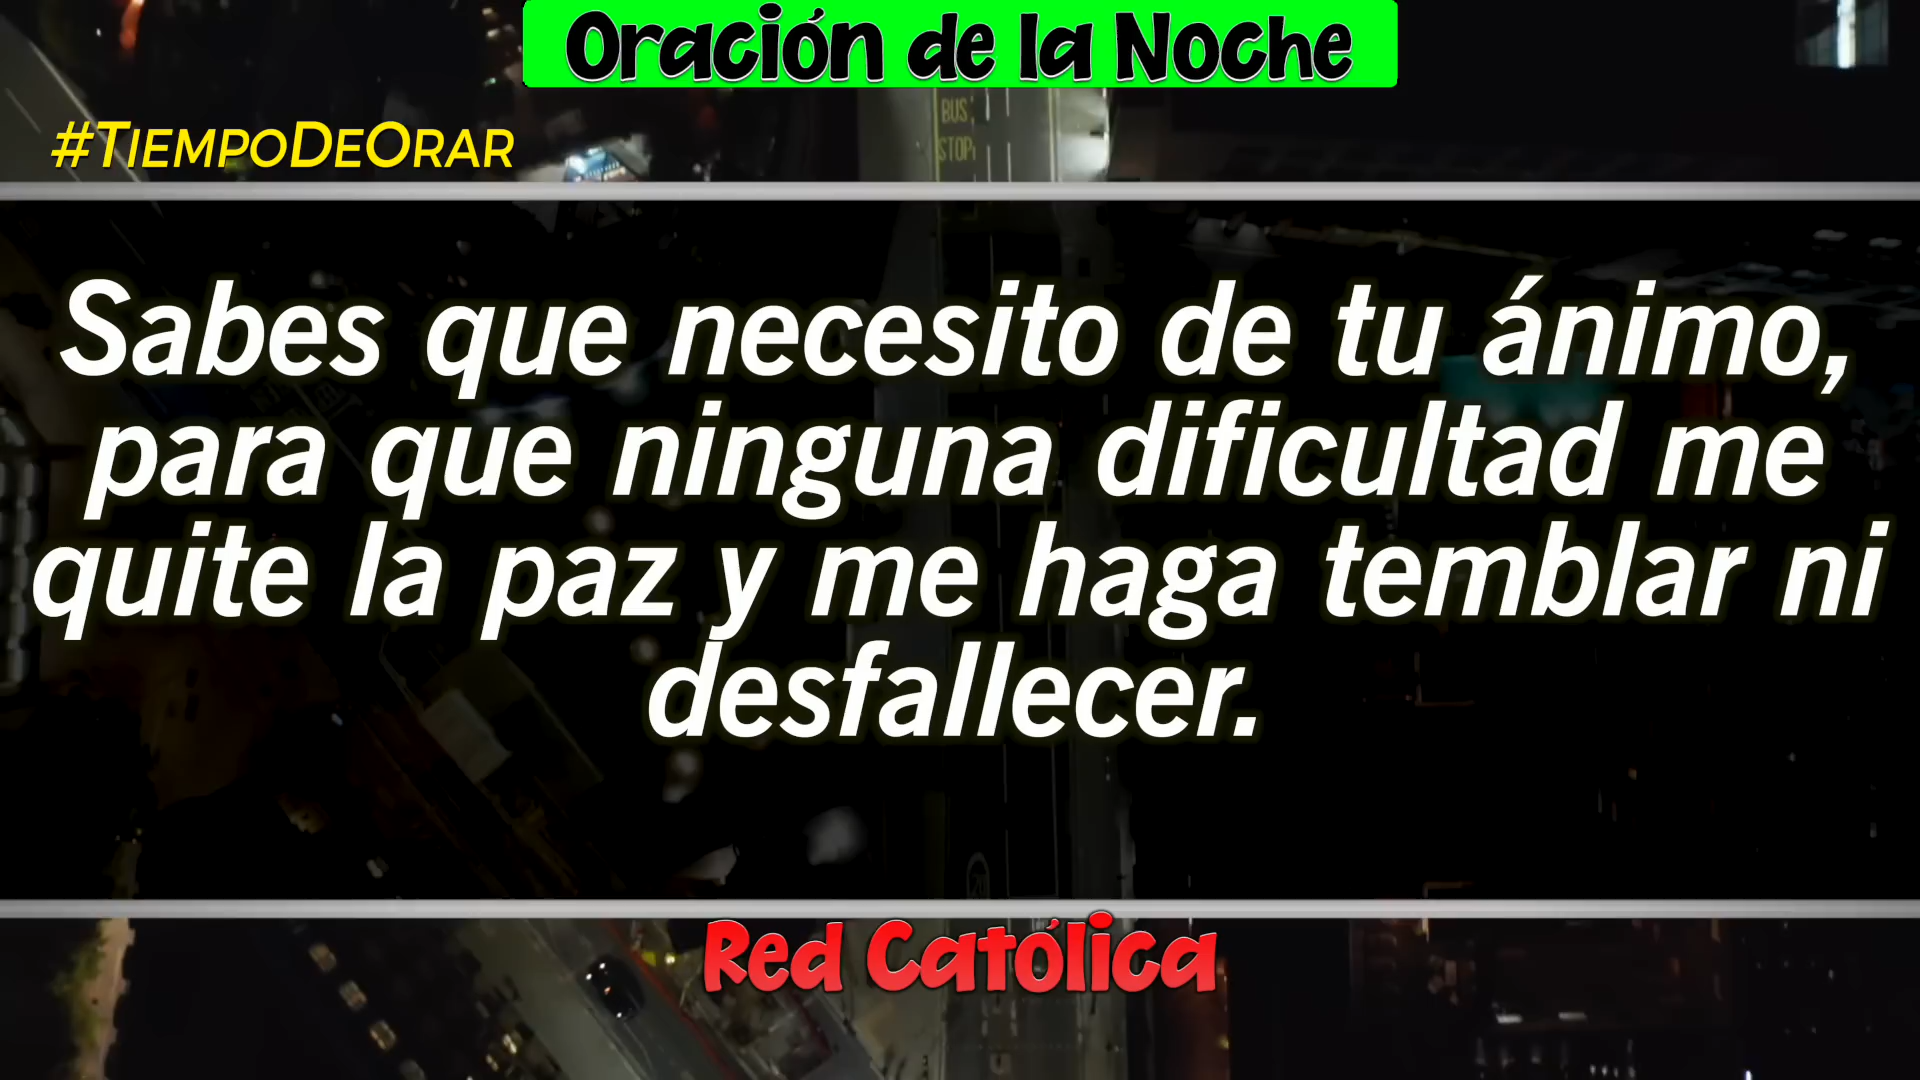 Oración de la Noche
#TIEMPODEORAR
BUS
STOP
Sabes que necesito de tu ánimo,
para que ninguna dificultad me
quite la paz y me haga temblar ni
desfallecer.
20
Red Católica